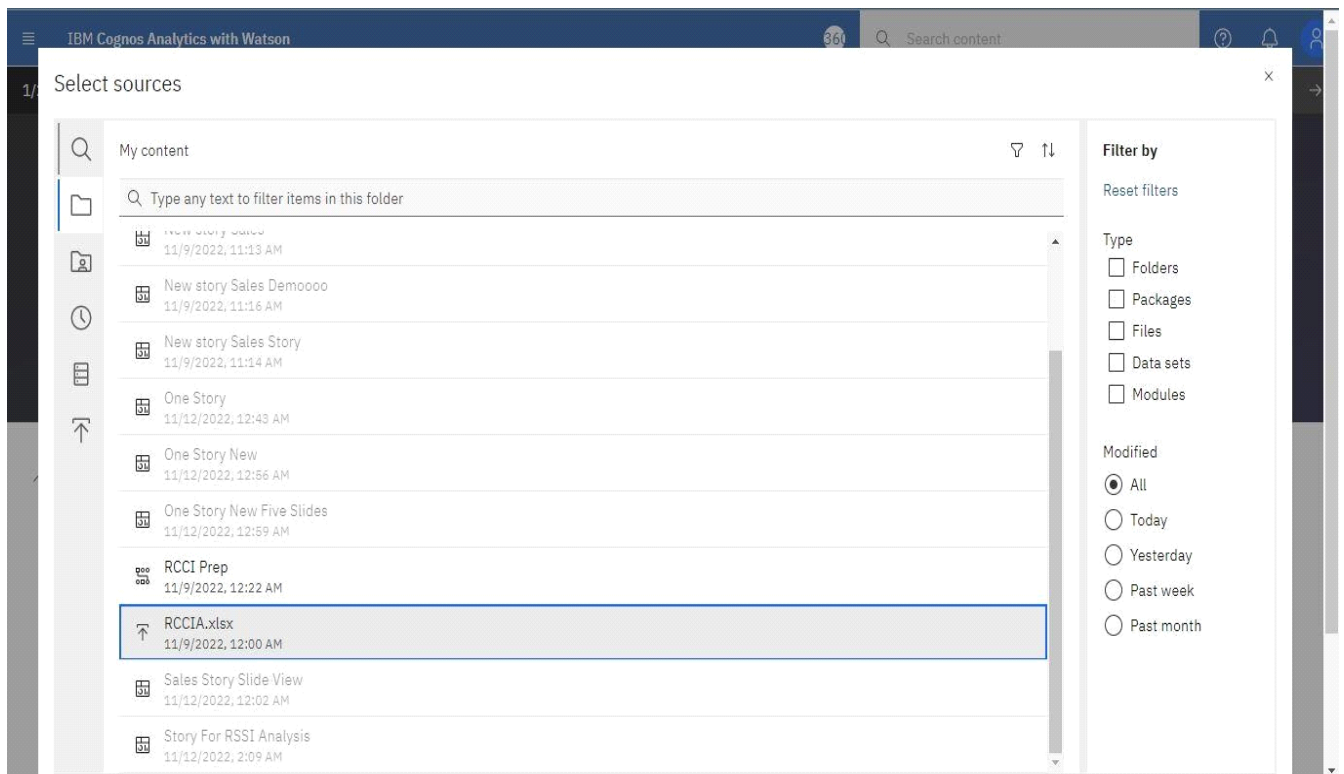 IBM Cognos Analytics with Watson
360
Search content
1/
Select sources
My content
Type any text to filter items in this folder
New story Sales
11/9/2022, 11:13 AM
New story Sales Demoooo
11/9/2022, 11:16 AM
New story Sales Story
11/9/2022, 11:14 AM
One Story
11/12/2022, 12:43 AM
One Story New
11/12/2022, 12:56 AM
One Story New Five Slides
11/12/2022, 12:59 AM
RCCI Prep
11/9/2022, 12:22 AM
RCCIA.xlsx
11/9/2022, 12:00 AM
Sales Story Slide View
11/12/2022, 12:02 AM
Story For RSSI Analysis
11/12/2022, 2:09 AM
Filter by
Reset filters
Type
Folders
Packages
Files
Data sets
Modules
Modified
All
Today
Yesterday
Past week
Past month